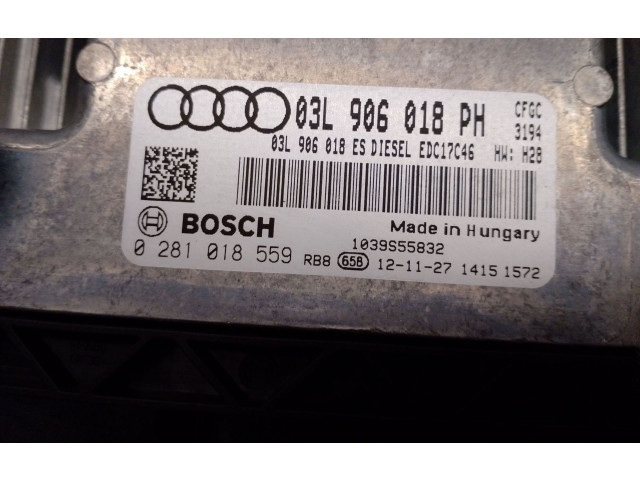 03L 906 018 PH CFGC
3194
03L 906 018 ES DIESEL EDC17C46 HW: H28
BOSCH Made in Hungary
1039S55832
0 281 018 559 RB8 658 12-11-27 1415 1572